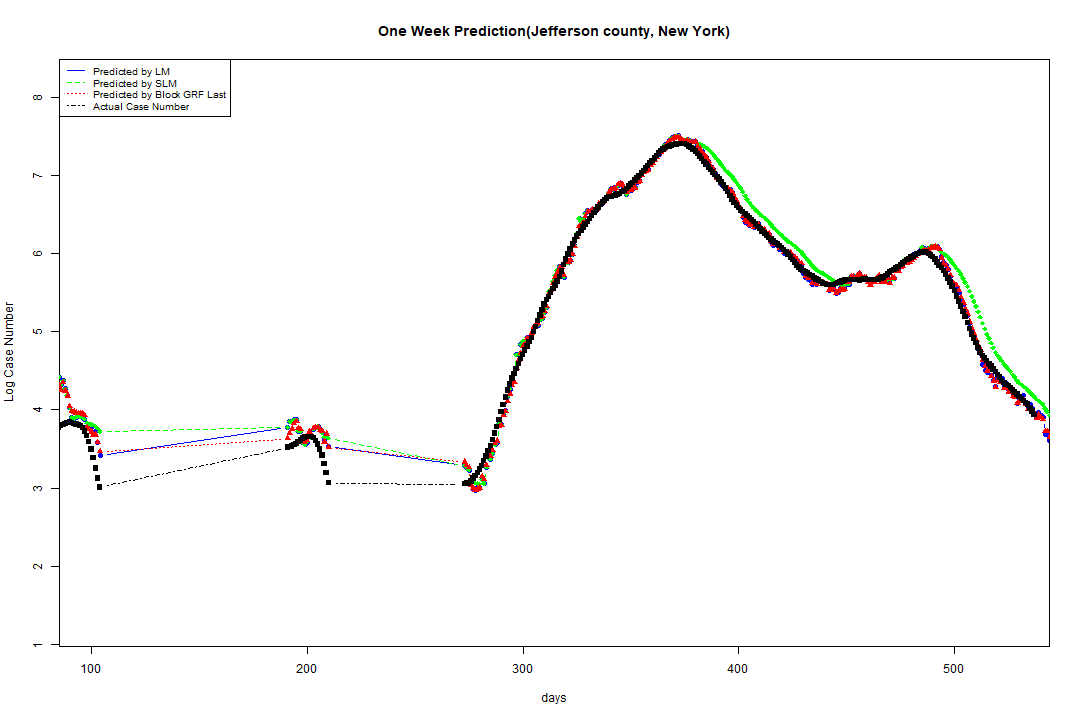 One Week Prediction(Jefferson county, New York)
Predicted by LM
Predicted by SLM
Predicted by Block GRF Last
Actual Case Number
8
7
6
5
4
3
2
1
Log Case Number
100 200 300 400 500
days